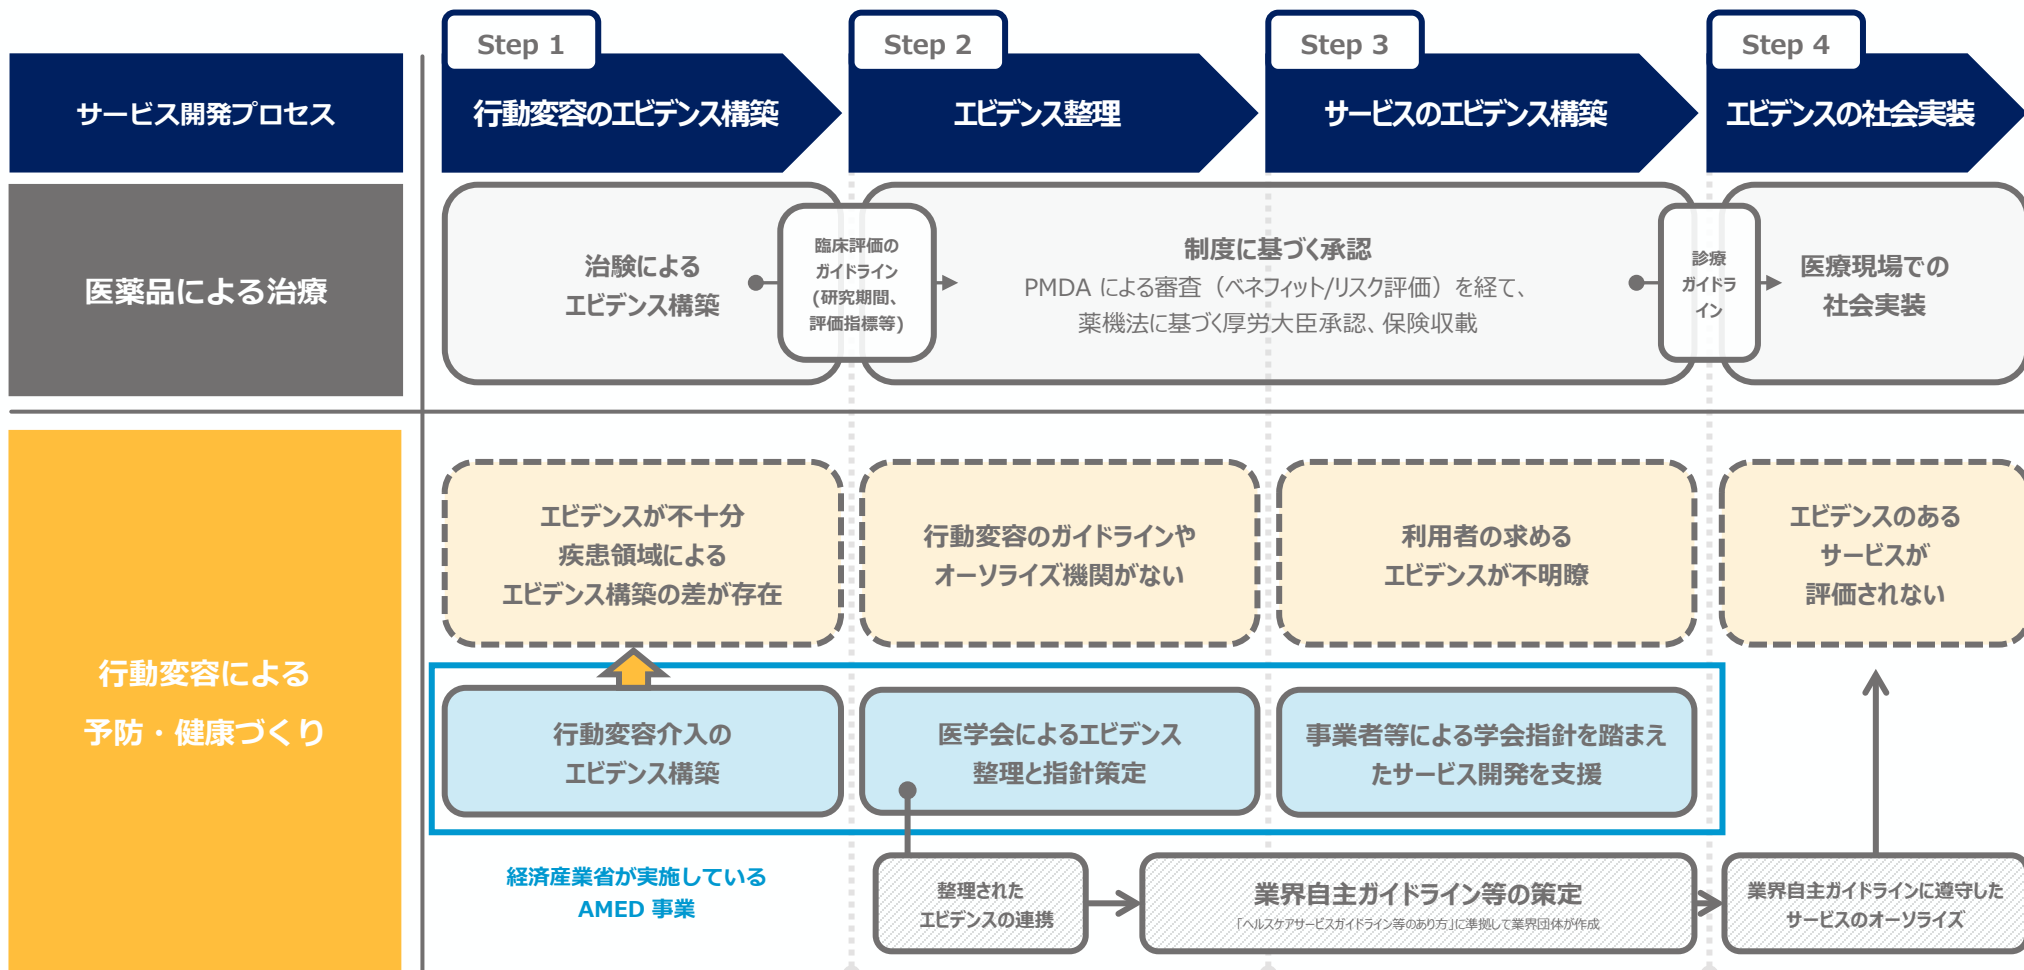 Step 1
Step 2
Step 3
Step 4
サービス開発プロセス
行動変容のエビデンス構築
エビデンス整理
サービスのエビデンス構築
エビデンスの社会実装
医薬品による治療
治験による
エビデンス構築
臨床評価の
ガイドライン
(研究期間、
評価指標等)
制度に基づく承認
PMDA による審査（ベネフィット/リスク評価）を経て、
薬機法に基づく厚労大臣承認、保険収載
診療
ガイドラ
イン
医療現場での
社会実装
行動変容による
予防・健康づくり
エビデンスが不十分
疾患領域による
エビデンス構築の差が存在
行動変容のガイドラインや
オーソライズ機関がない
利用者の求める
エビデンスが不明瞭
エビデンスのある
サービスが
評価されない
行動変容介入の
エビデンス構築
医学会によるエビデンス
整理と指針策定
事業者等による学会指針を踏まえ
たサービス開発を支援
経済産業省が実施している
AMED 事業
整理された
エビデンスの連携
業界自主ガイドライン等の策定
「ヘルスケアサービスガイドライン等のあり方」に準拠して業界団体が作成
業界自主ガイドラインに遵守した
サービスのオーソライズ